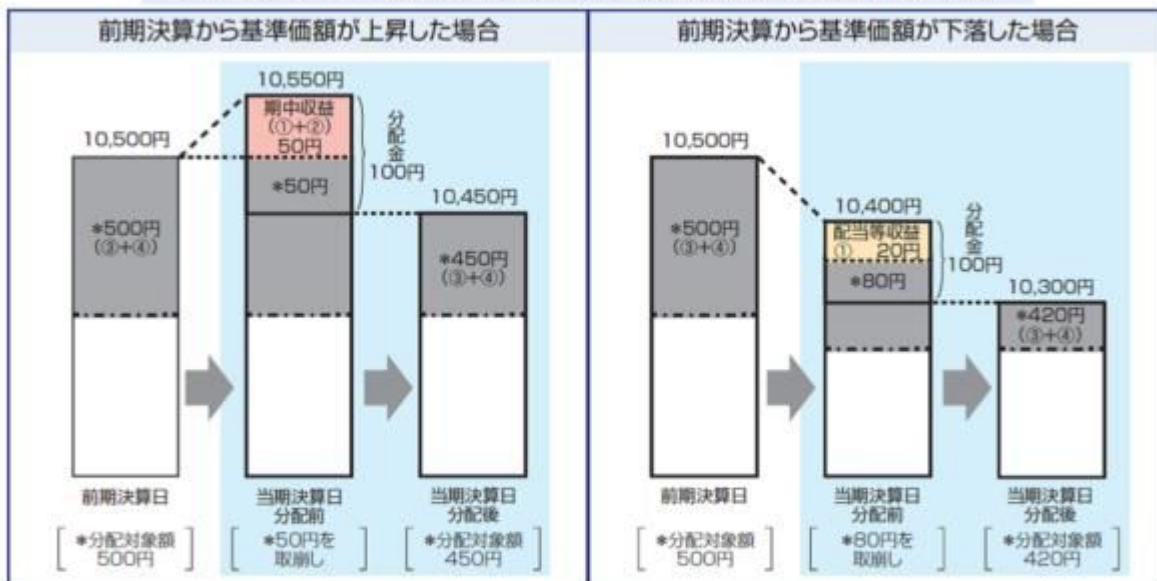 前期決算から基準価額が上昇した場合
10,550円
期中収益
(①+②)
50円
10,500円
*50円
分配金
100円
10,450円
*500円
(③+④)
*450円
(③+④)
前期決算日
当期決算日
分配前
当期決算日
分配後
*分配対象額
500円
*50円を
取崩し
*分配対象額
450円
前期決算から基準価額が下落した場合
10,500円
*500円
(③+④)
10,400円
配当等収益
① 20円
*80円
分配金
100円
10,300円
*420円
(③+④)
前期決算日
当期決算日
分配前
当期決算日
分配後
*分配対象額
500円
*80円を
取崩し
*分配対象額
420円